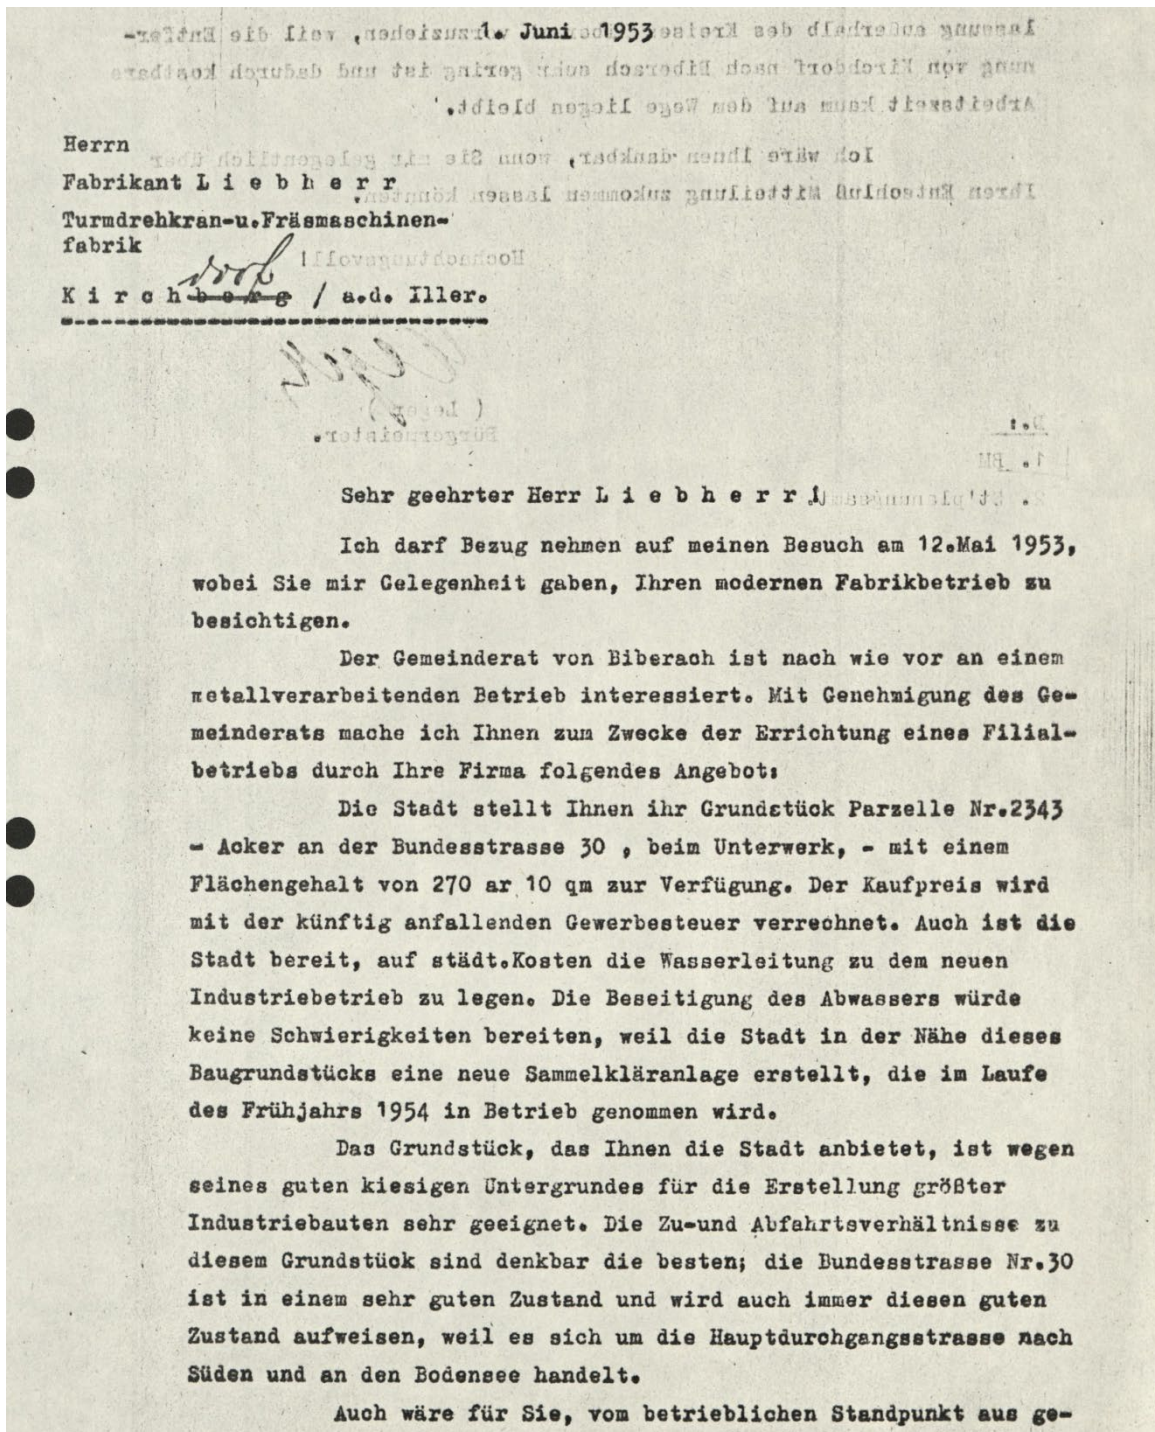 1. Juni 1953
Herrn
Fabrikant L i e b h e r r
Turmdrehkran-u.Fräsmaschinen-
fabrik
dorf
K i r c h b e r g / a.d. Iller.
Sehr geehrter Herr L i e b h e r r !
Ich darf Bezug nehmen auf meinen Besuch am 12.Mai 1953,
wobei Sie mir Gelegenheit gaben, Ihren modernen Fabrikbetrieb zu
besichtigen.
Der Gemeinderat von Biberach ist nach wie vor an einem
metallverarbeitenden Betrieb interessiert. Mit Genehmigung des Ge-
meinderats mache ich Ihnen zum Zwecke der Errichtung eines Filial-
betriebs durch Ihre Firma folgendes Angebot:
Die Stadt stellt Ihnen ihr Grundstück Parzelle Nr.2343
- Acker an der Bundesstrasse 30 , beim Unterwerk, - mit einem
Flächengehalt von 270 ar 10 qm zur Verfügung. Der Kaufpreis wird
mit der künftig anfallenden Gewerbesteuer verrechnet. Auch ist die
Stadt bereit, auf städt.Kosten die Wasserleitung zu dem neuen
Industriebetrieb zu legen. Die Beseitigung des Abwassers würde
keine Schwierigkeiten bereiten, weil die Stadt in der Nähe dieses
Baugrundstücks eine neue Sammelkläranlage erstellt, die im Laufe
des Frühjahrs 1954 in Betrieb genommen wird.
Das Grundstück, das Ihnen die Stadt anbietet, ist wegen
seines guten kiesigen Untergrundes für die Erstellung größter
Industriebauten sehr geeignet. Die Zu-und Abfahrtsverhältnisse zu
diesem Grundstück sind denkbar die besten; die Bundesstrasse Nr.30
ist in einem sehr guten Zustand und wird auch immer diesen guten
Zustand aufweisen, weil es sich um die Hauptdurchgangsstrasse nach
Süden und an den Bodensee handelt.
Auch wäre für Sie, vom betrieblichen Standpunkt aus ge-